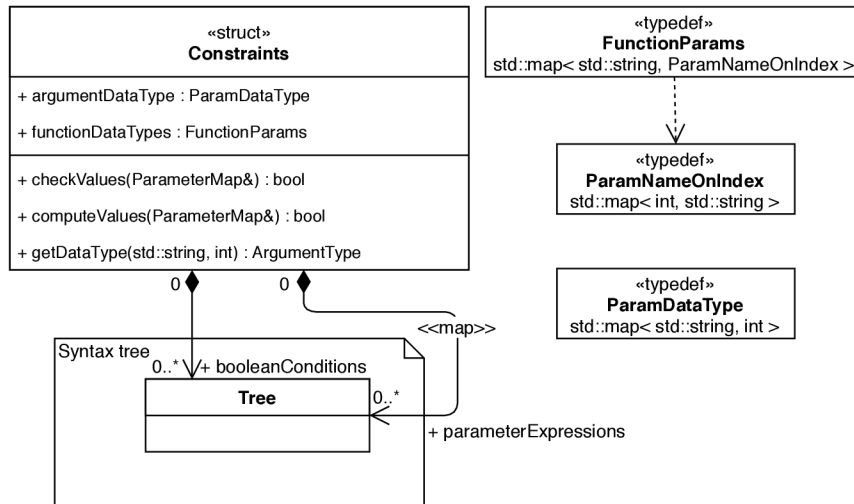 «struct»
Constraints
+ argumentDataType : ParamDataType
+ functionDataTypes : FunctionParams
+ checkValues(ParameterMap&) : bool
+ computeValues(ParameterMap&) : bool
+ getDataType(std::string, int) : ArgumentType
«typedef»
FunctionParams
std::map< std::string, ParamNameOnIndex >
«typedef»
ParamNameOnIndex
std::map< int, std::string >
«typedef»
ParamDataType
std::map< std::string, int >
0
0
<<map>>
Syntax tree
0..*
+ booleanConditions
Tree
0..*
+ parameterExpressions